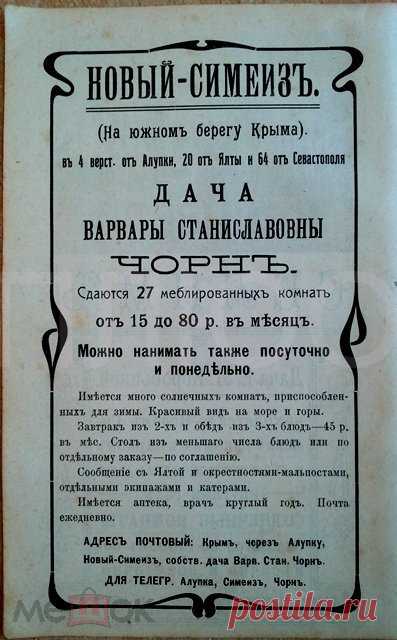 НОВЫЙ-СИМЕИЗЪ.
(На южномъ берегу Крыма).
въ 4 верст. отъ Алупки, 20 отъ Ялты и 64 отъ Севастополя
ДАЧА
ВАРВАРЫ СТАНИСЛАВОВНЫ
ЧОРНЪ.
Сдаются 27 меблированныхъ комнатъ
отъ 15 до 80 р. въ мѣсяцъ.
Можно нанимать также посуточно
и понедѣльно.
Имѣется много солнечныхъ комнатъ, приспособлен-
ныхъ для зимы. Красивый видъ на море и горы.
Завтракъ изъ 2-хъ и обѣдъ изъ 3-хъ блюдъ—45 р.
въ мѣс. Столъ изъ меньшаго числа блюдъ или по
отдѣльному заказу—по соглашенію.
Сообщеніе съ Ялтой и окрестностями-мальпостами,
отдѣльными экипажами и катерами.
Имѣется аптека, врачъ круглый годъ. Почта
ежедневно.
АДРЕСЪ ПОЧТОВЫЙ: Крымъ, черезъ Алупку,
Новый-Симеизъ, собств. дача Варв. Стан. Чорнъ.
ДЛЯ ТЕЛЕГР. Алупка, Симеизъ, Чорнъ.
мешок
postila.ru